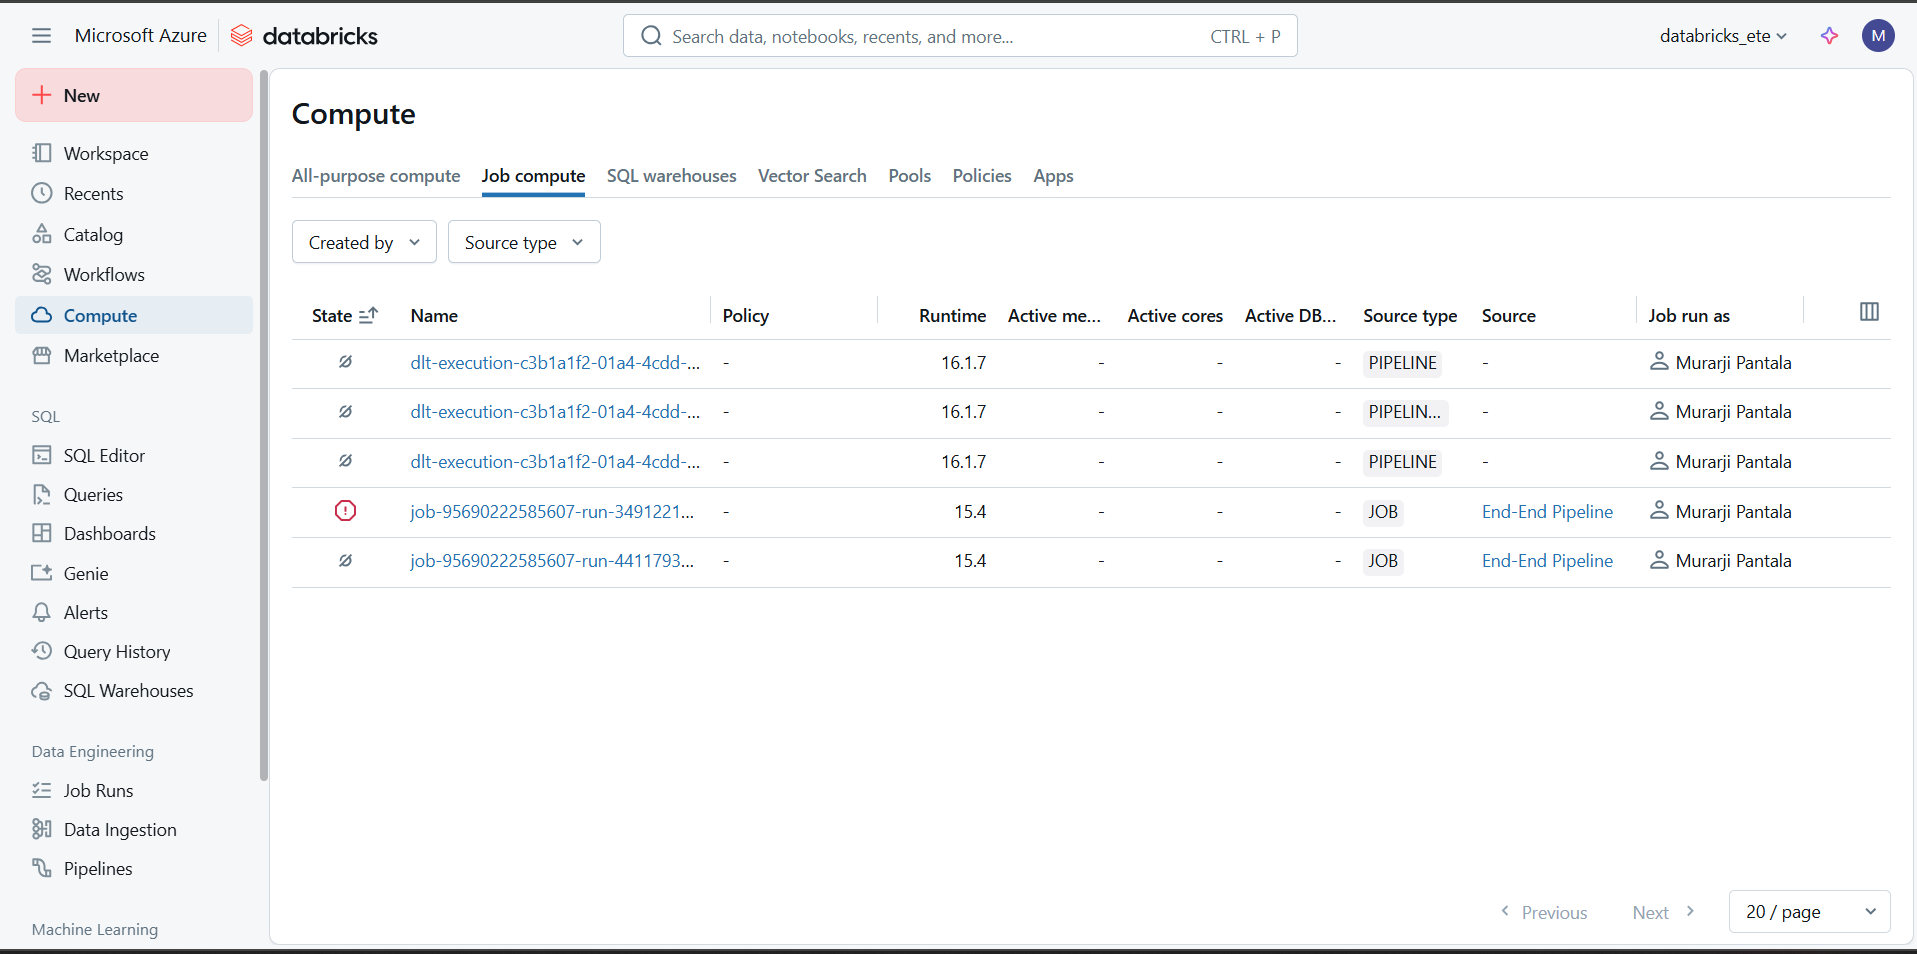 Microsoft Azure databricks
Search data, notebooks, recents, and more... CTRL + P
databricks_ete M
New
Workspace
Recents
Catalog
Workflows
Compute
Marketplace
SQL
SQL Editor
Queries
Dashboards
Genie
Alerts
Query History
SQL Warehouses
Data Engineering
Job Runs
Data Ingestion
Pipelines
Machine Learning
Compute
All-purpose compute Job compute SQL warehouses Vector Search Pools Policies Apps
Created by Source type
State Name Policy Runtime Active me... Active cores Active DB... Source type Source Job run as
dlt-execution-c3b1a1f2-01a4-4cdd-... - 16.1.7 - - - PIPELINE - Murarji Pantala
dlt-execution-c3b1a1f2-01a4-4cdd-... - 16.1.7 - - - PIPELIN... - Murarji Pantala
dlt-execution-c3b1a1f2-01a4-4cdd-... - 16.1.7 - - - PIPELINE - Murarji Pantala
job-95690222585607-run-3491221... - 15.4 - - - JOB End-End Pipeline Murarji Pantala
job-95690222585607-run-4411793... - 15.4 - - - JOB End-End Pipeline Murarji Pantala
Previous Next 20 / page